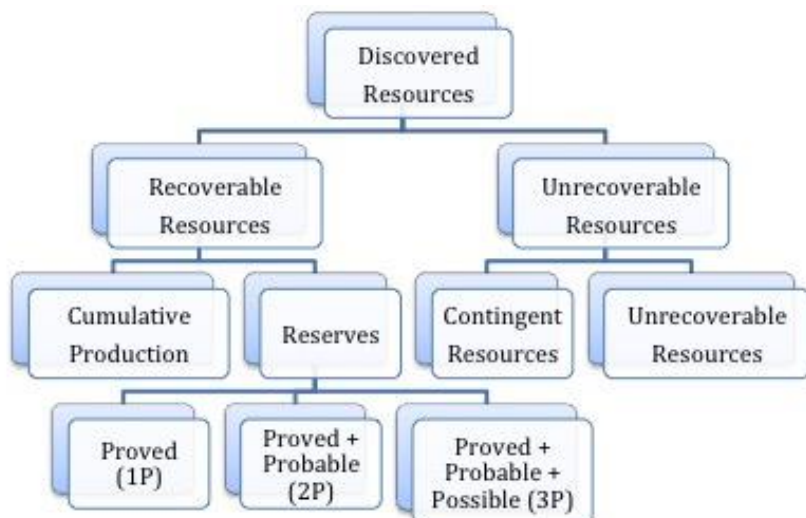 Discovered
Resources
Recoverable
Resources
Unrecoverable
Resources
Cumulative
Production
Reserves
Contingent
Resources
Unrecoverable
Resources
Proved
(1P)
Proved +
Probable
(2P)
Proved +
Probable +
Possible (3P)